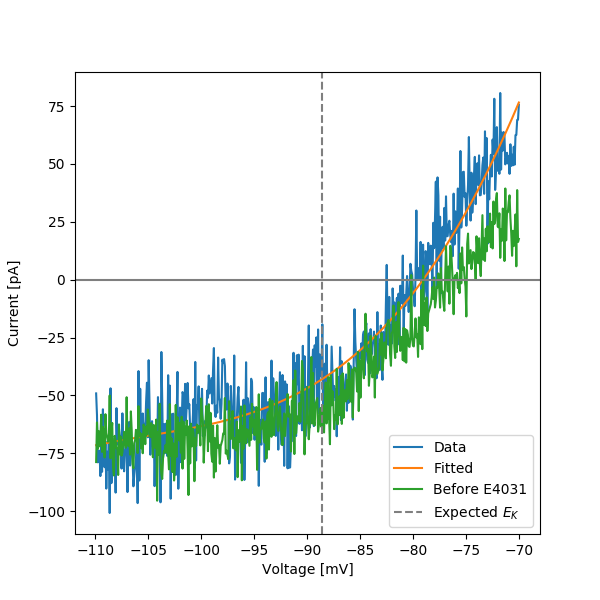 75
50
25
0
−25
−50
−75
−100
Current [pA]
−110 −105 −100 −95 −90 −85 −80 −75 −70
Voltage [mV]
Data
Fitted
Before E4031
Expected E_K